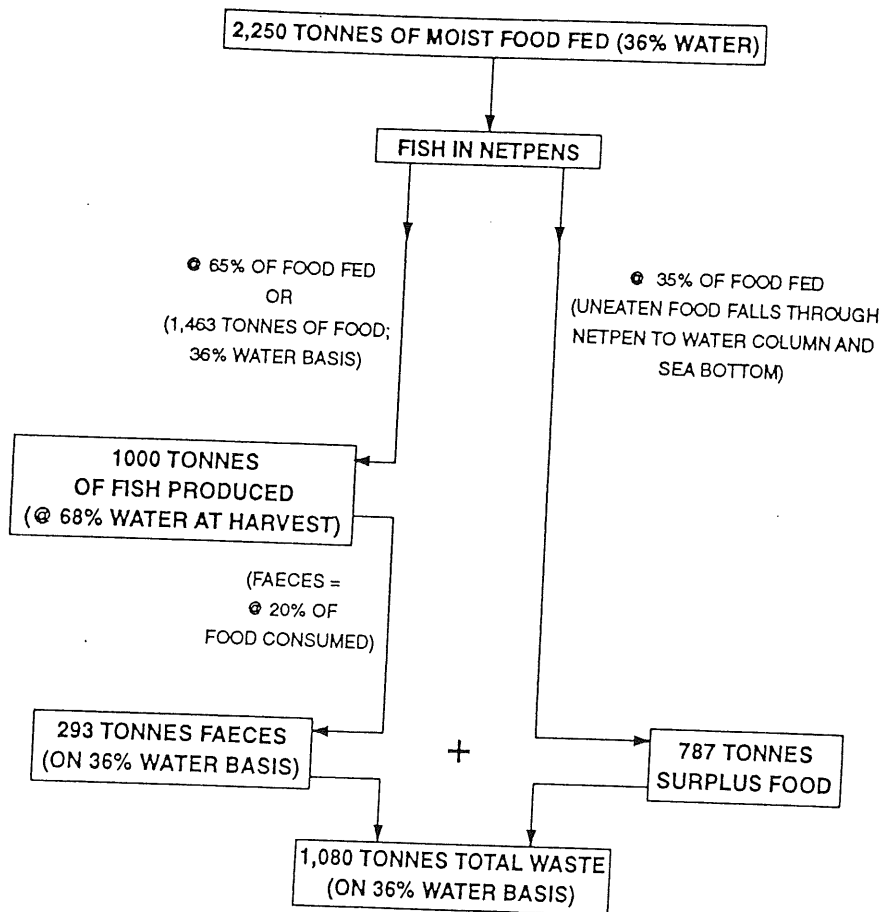 2,250 TONNES OF MOIST FOOD FED (36% WATER)
FISH IN NETPENS
@ 65% OF FOOD FED
OR
(1,463 TONNES OF FOOD;
36% WATER BASIS)
@ 35% OF FOOD FED
(UNEATEN FOOD FALLS THROUGH
NETPEN TO WATER COLUMN AND
SEA BOTTOM)
1000 TONNES
OF FISH PRODUCED
(@ 68% WATER AT HARVEST)
(FAECES =
@ 20% OF
FOOD CONSUMED)
293 TONNES FAECES
(ON 36% WATER BASIS)
+
787 TONNES
SURPLUS FOOD
1,080 TONNES TOTAL WASTE
(ON 36% WATER BASIS)